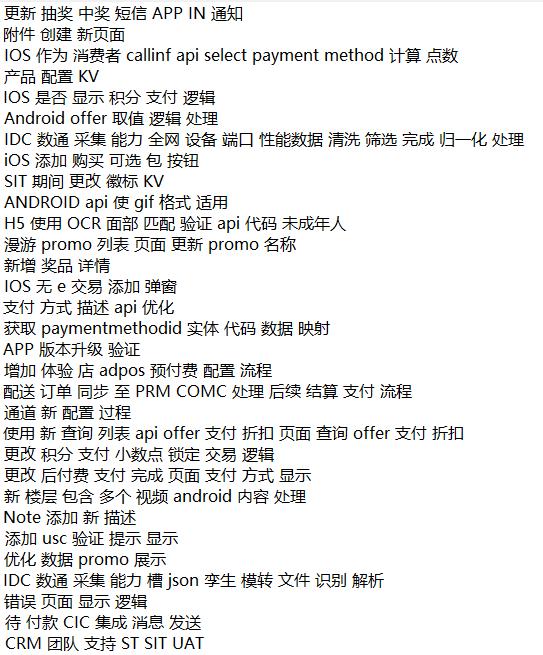 更新 抽奖 中奖 短信 APP IN 通知
附件 创建 新页面
IOS 作为 消费者 callinf api select payment method 计算 点数
产品 配置 KV
IOS 是否 显示 积分 支付 逻辑
Android offer 取值 逻辑 处理
IDC 数通 采集 能力 全网 设备 端口 性能数据 清洗 筛选 完成 归一化 处理
iOS 添加 购买 可选 包 按钮
SIT 期间 更改 徽标 KV
ANDROID api 使 gif 格式 适用
H5 使用 OCR 面部 匹配 验证 api 代码 未成年人
漫游 promo 列表 页面 更新 promo 名称
新增 奖品 详情
IOS 无 e 交易 添加 弹窗
支付 方式 描述 api 优化
获取 paymentmethodid 实体 代码 数据 映射
APP 版本升级 验证
增加 体验 店 adpos 预付费 配置 流程
配送 订单 同步 至 PRM COMC 处理 后续 结算 支付 流程
通道 新 配置 过程
使用 新 查询 列表 api offer 支付 折扣 页面 查询 offer 支付 折扣
更改 积分 支付 小数点 锁定 交易 逻辑
更改 后付费 支付 完成 页面 支付 方式 显示
新 楼层 包含 多个 视频 android 内容 处理
Note 添加 新 描述
添加 usc 验证 提示 显示
优化 数据 promo 展示
IDC 数通 采集 能力 槽 json 孪生 模转 文件 识别 解析
错误 页面 显示 逻辑
待 付款 CIC 集成 消息 发送
CRM 团队 支持 ST SIT UAT